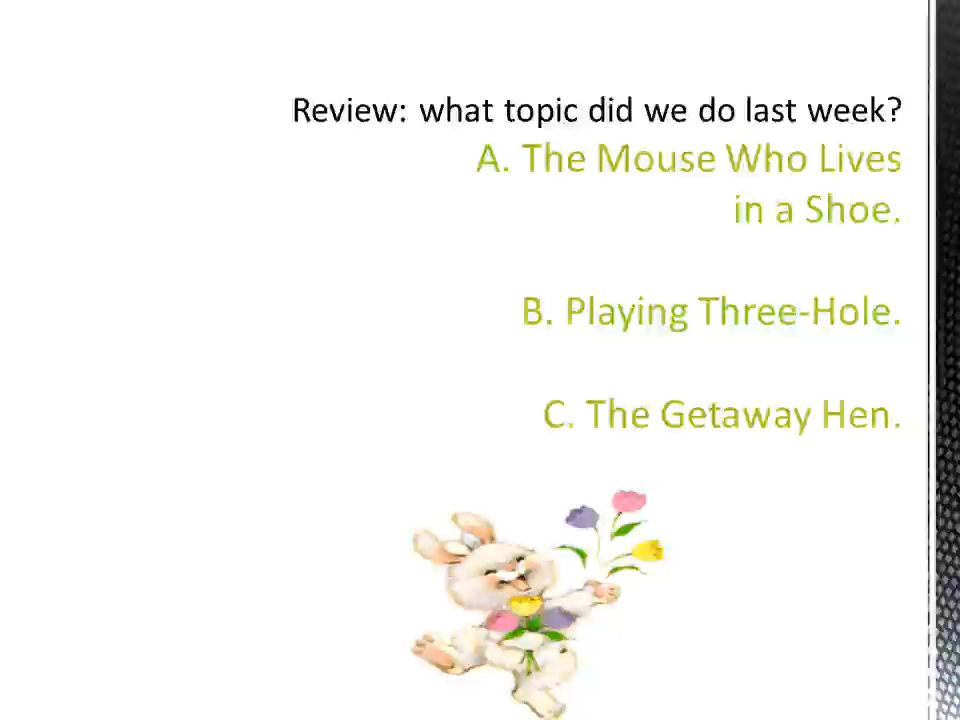 Review: what topic did we do last week?
A. The Mouse Who Lives
in a Shoe.
B. Playing Three-Hole.
C. The Getaway Hen.